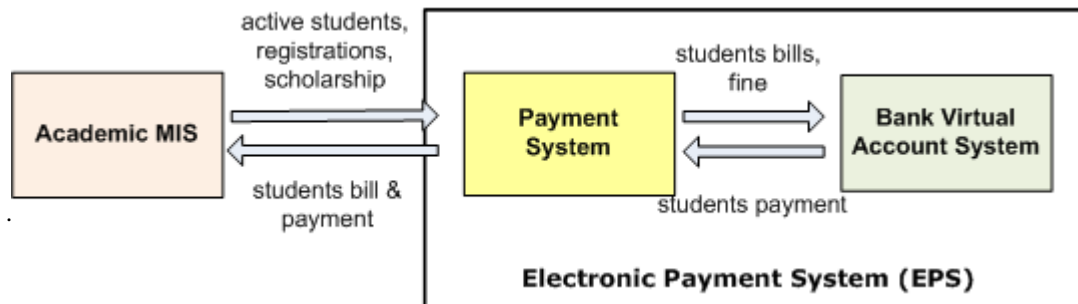 active students,
registrations,
scholarship
Academic MIS
students bill &
payment
.
Payment
System
students bills,
fine
students payment
Bank Virtual
Account System
Electronic Payment System (EPS)